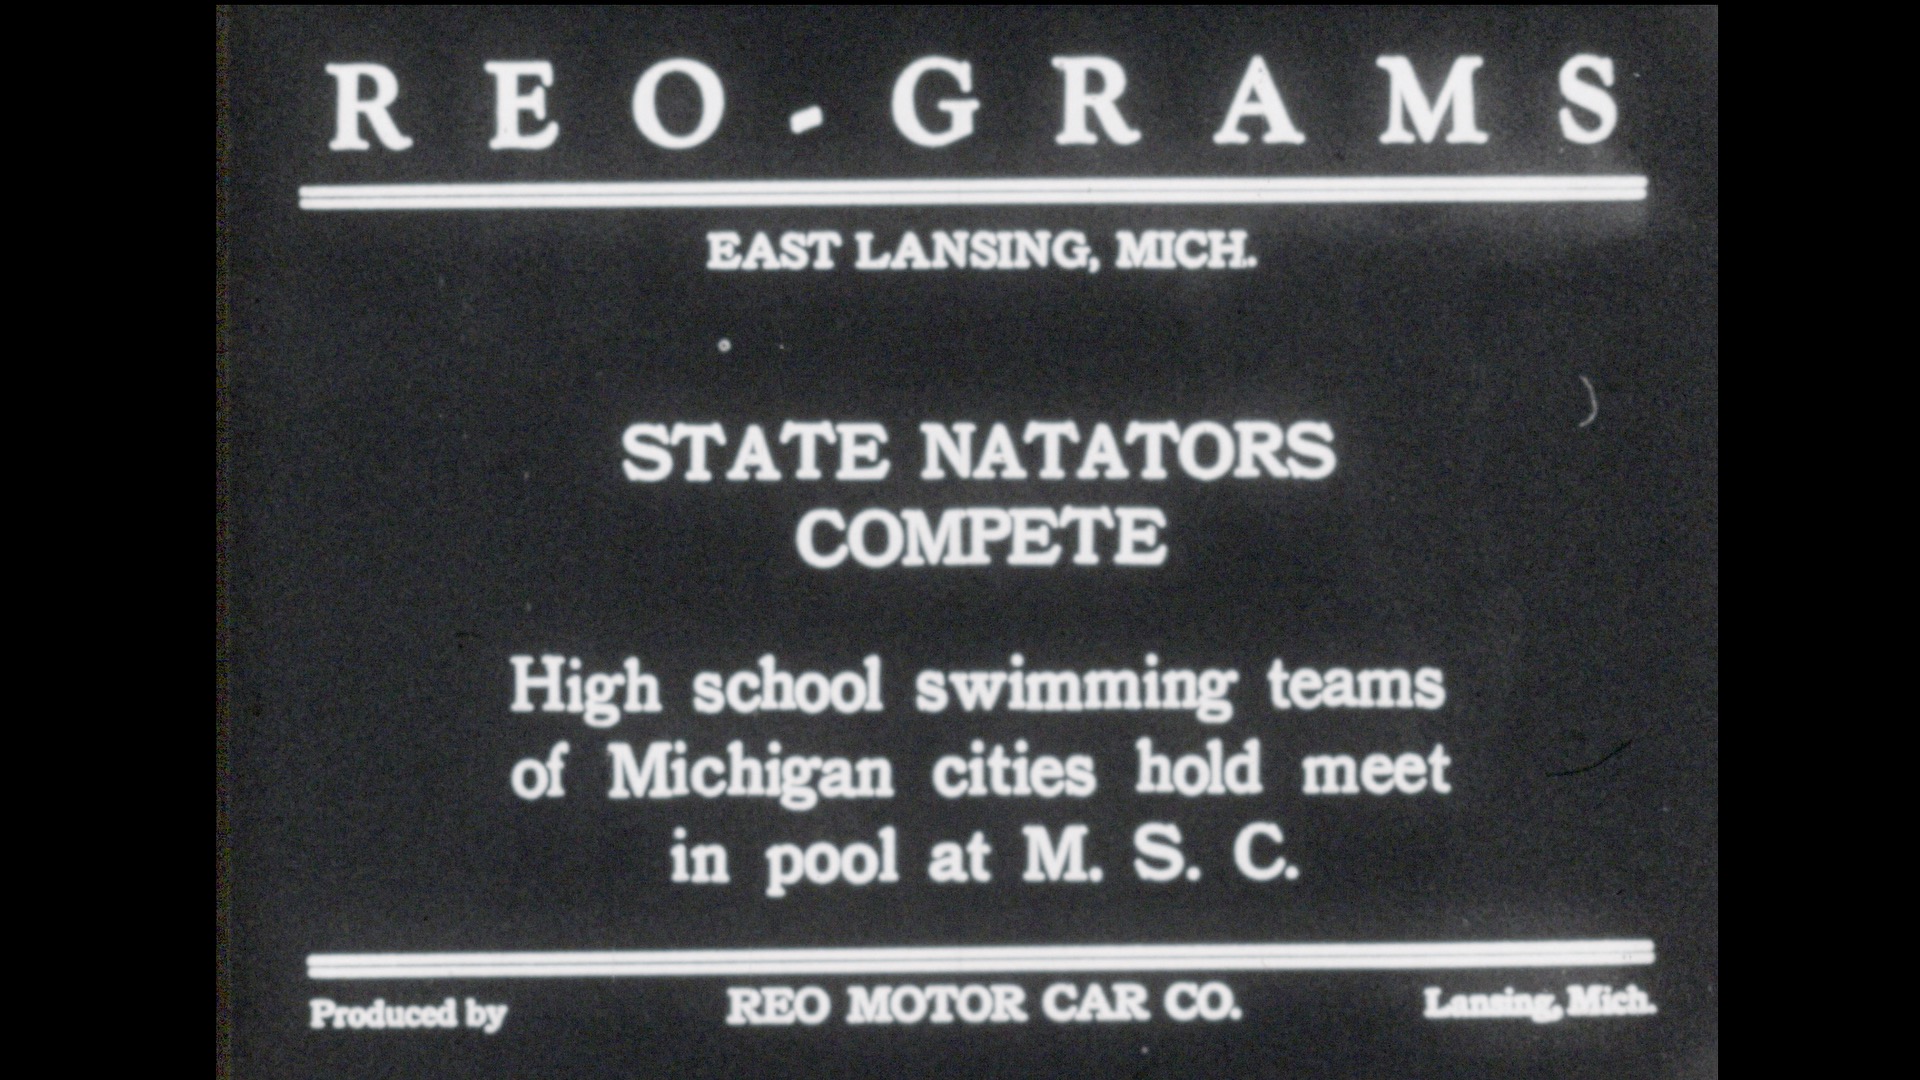 REO-GRAMS
EAST LANSING, MICH.
STATE NATATORS
COMPETE
High school swimming teams
of Michigan cities hold meet
in pool at M. S. C.
Produced by REO MOTOR CAR CO. Lansing, Mich.